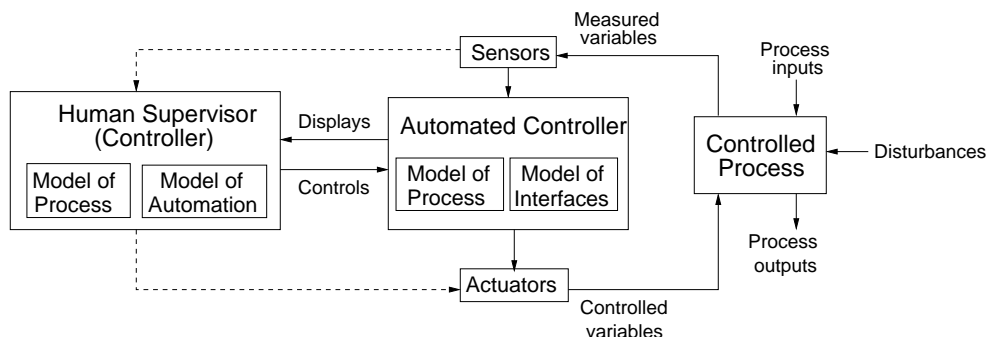 Measured
variables
Sensors
Process
inputs
Human Supervisor
(Controller)
Model of
Process
Model of
Automation
Displays
Controls
Automated Controller
Model of
Process
Model of
Interfaces
Controlled
Process
Disturbances
Process
outputs
Actuators
Controlled
variables